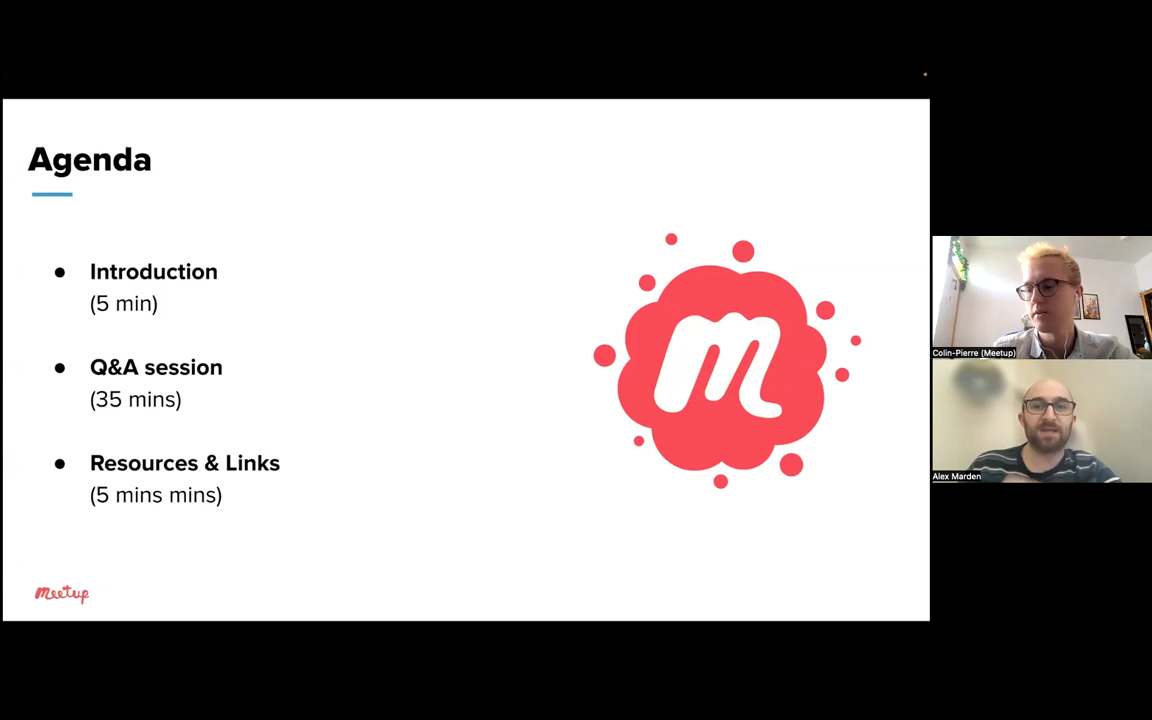 Agenda
● Introduction
(5 min)
● Q&A session
(35 mins)
● Resources & Links
(5 mins mins)
m
meetup
Colin-Pierre (Meetup)
Alex Marden